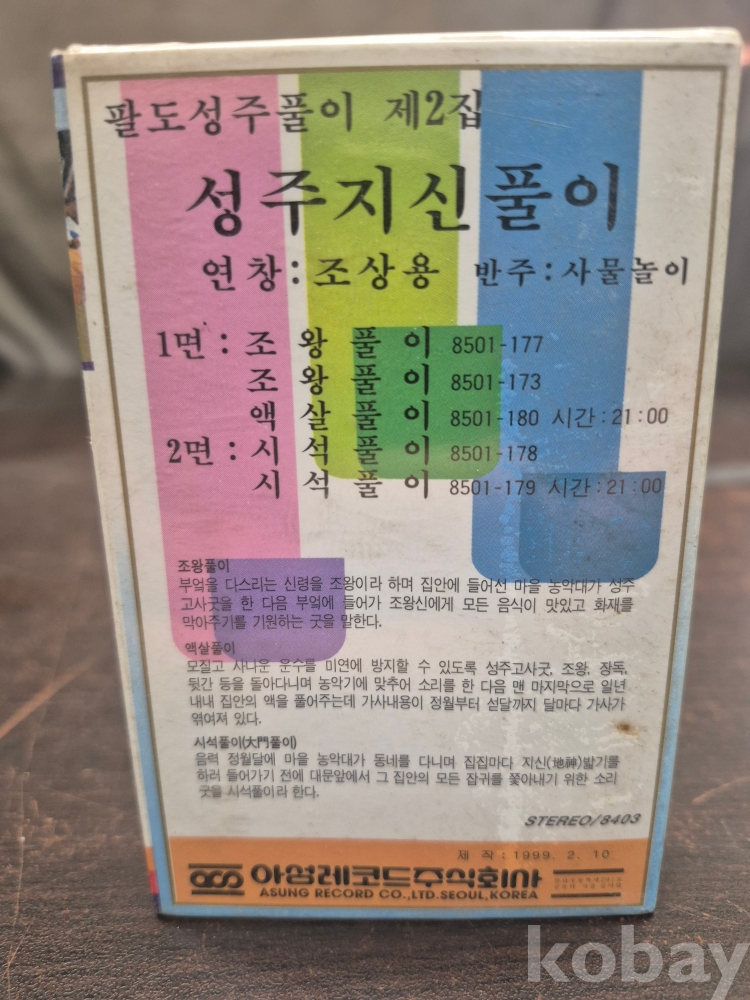 팔도성주풀이 제2집
성주지신풀이
연창:조상용 반주:사물놀이
1면 : 조 왕 풀 이 8501-177
조 왕 풀 이 8501-173
액 살 풀 이 8501-180 시간:21:00
2면 : 시 석 풀 이 8501-178
시 석 풀 이 8501-179 시간:21:00
조왕풀이
부엌을 다스리는 신령을 조왕이라 하며 집안에 들어선 마을 농악대가 성주
고사굿을 한 다음 부엌에 들어가 조왕신에게 모든 음식이 맛있고 화재를
막아주기를 기원하는 굿을 말한다.
액살풀이
모질고 사나운 운수를 미연에 방지할 수 있도록 성주고사굿, 조왕, 장독,
뒷간 등을 돌아다니며 농악기에 맞추어 소리를 한 다음 맨 마지막으로 일년
내내 집안의 액을 풀어주는데 가사내용이 정월부터 섣달까지 달마다 가사가
엮여져 있다.
시석풀이(大門풀이)
음력 정월달에 마을 농악대가 동네를 다니며 집집마다 지신(地神)밟기를
하러 들어가기 전에 대문앞에서 그 집안의 모든 잡귀를 쫓아내기 위한 소리
굿을 시석풀이라 한다.
STEREO/8403
제 작 : 1999. 2. 10
아성레코드주식회사
ASUNG RECORD CO.,LTD.SEOUL,KOREA
kobay